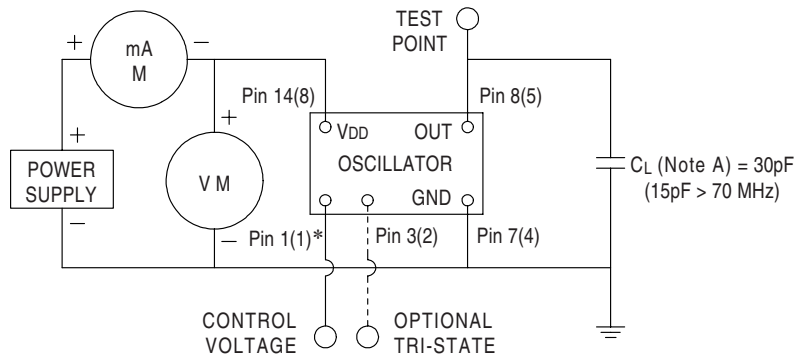 TEST
POINT
+
mA
M
−
Pin 14(8)
Pin 8(5)
+
+
VDD
OUT
OSCILLATOR
GND
POWER
SUPPLY
V M
CL (Note A) = 30pF
(15pF > 70 MHz)
−
−
Pin 1(1)*
Pin 3(2)
Pin 7(4)
CONTROL
VOLTAGE
OPTIONAL
TRI-STATE